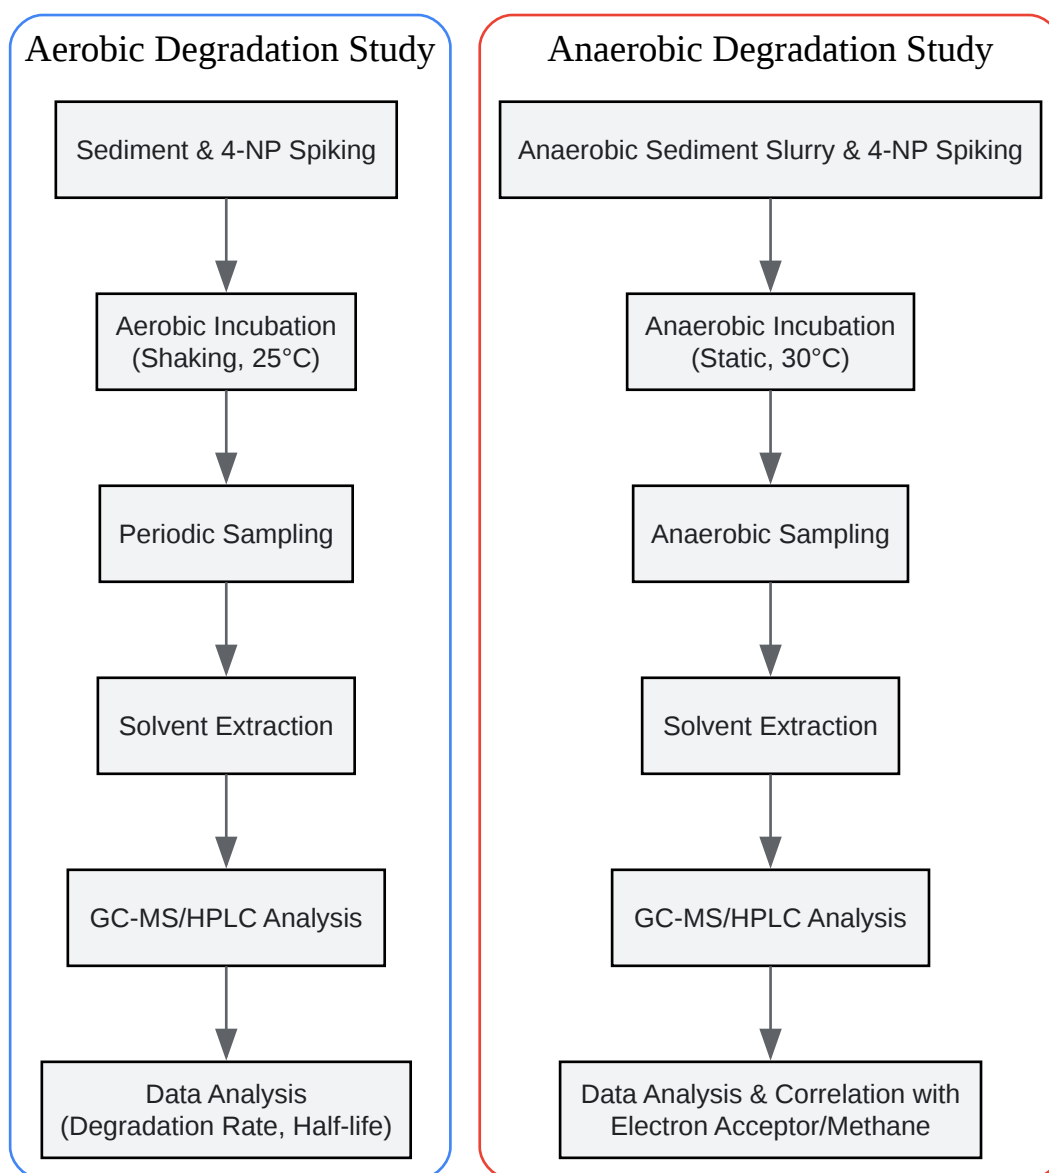 Aerobic Degradation Study
Sediment & 4-NP Spiking
Aerobic Incubation
(Shaking, 25°C)
Periodic Sampling
Solvent Extraction
GC-MS/HPLC Analysis
Data Analysis
(Degradation Rate, Half-life)
Anaerobic Degradation Study
Anaerobic Sediment Slurry & 4-NP Spiking
Anaerobic Incubation
(Static, 30°C)
Anaerobic Sampling
Solvent Extraction
GC-MS/HPLC Analysis
Data Analysis & Correlation with
Electron Acceptor/Methane